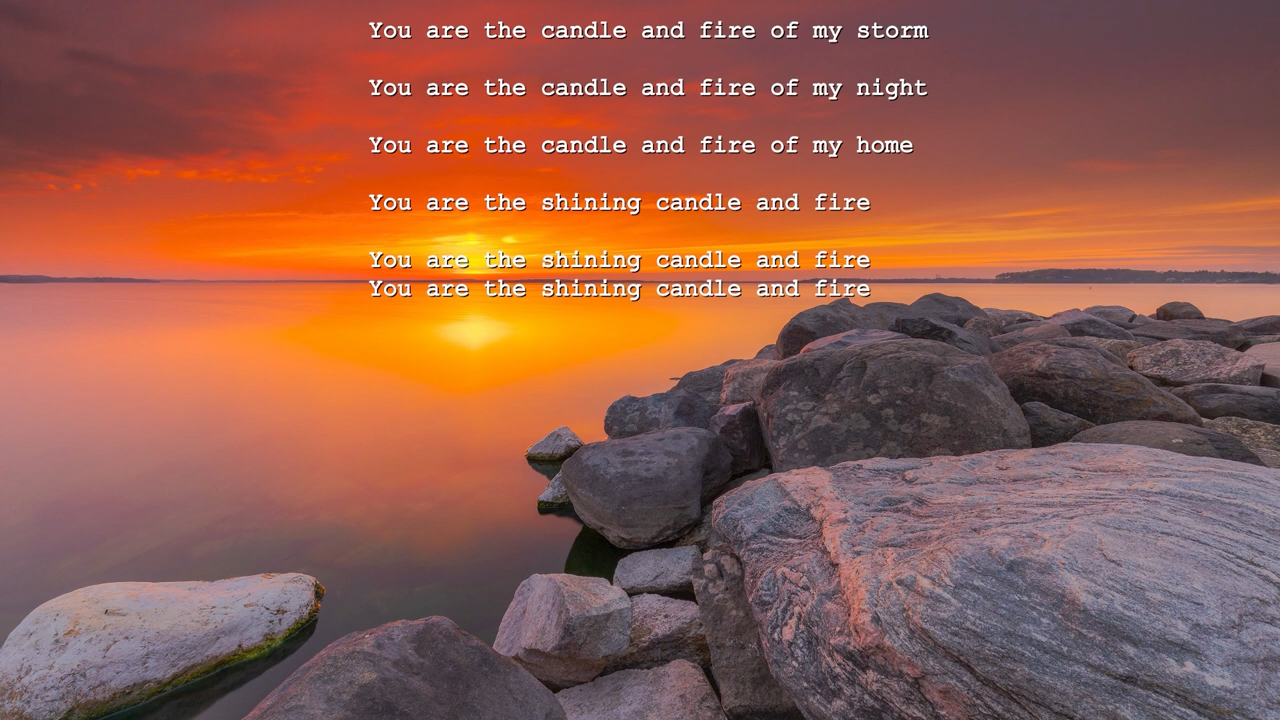 You are the candle and fire of my storm
You are the candle and fire of my night
You are the candle and fire of my home
You are the shining candle and fire
You are the shining candle and fire
You are the shining candle and fire